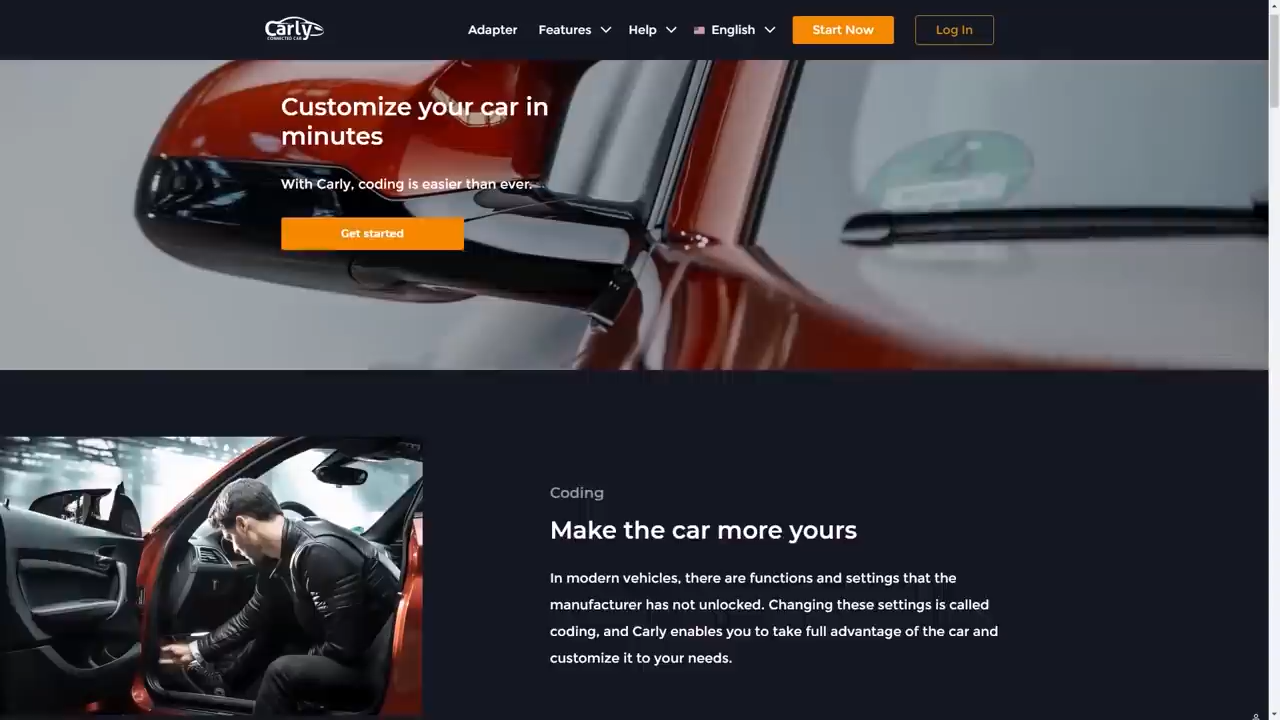 Carly
CONNECTED CAR
Adapter
Features
Help
English
Start Now
Log In
Customize your car in
minutes
With Carly, coding is easier than ever.
Get started
4
Coding
Make the car more yours
In modern vehicles, there are functions and settings that the
manufacturer has not unlocked. Changing these settings is called
coding, and Carly enables you to take full advantage of the car and
customize it to your needs.